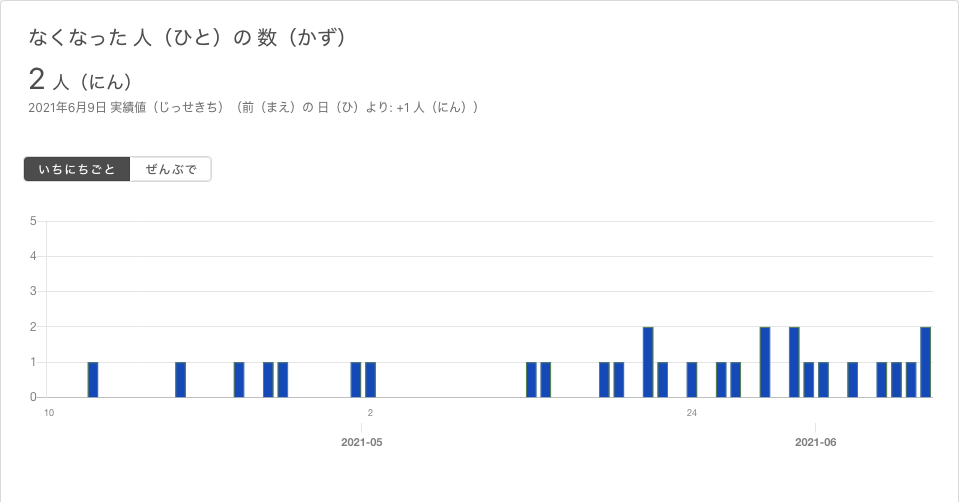 なくなった 人（ひと）の 数（かず）
2 人（にん）
2021年6月9日 実績値（じっせきち）（前（まえ）の 日（ひ）より: +1 人（にん））
いちにちごと ぜんぶで
5
4
3
2
1
0
10 2 24
2021-05 2021-06